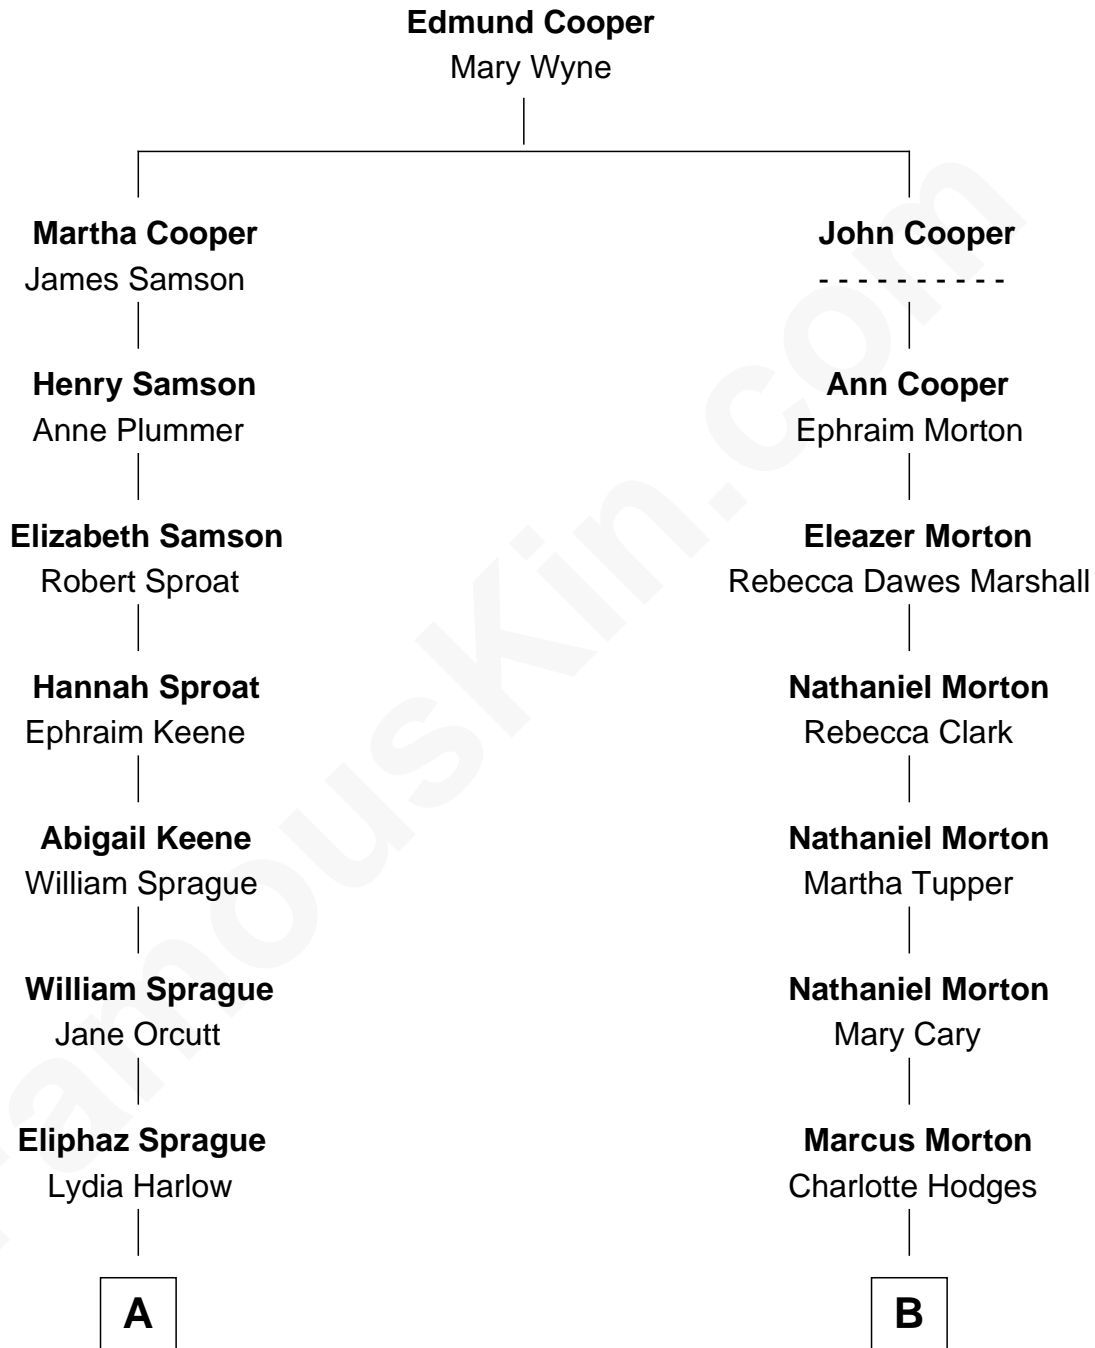 Edmund Cooper
Mary Wyne
Martha Cooper
James Samson
John Cooper
- - - - - - - - - -
Henry Samson
Anne Plummer
Ann Cooper
Ephraim Morton
Elizabeth Samson
Robert Sproat
Eleazer Morton
Rebecca Dawes Marshall
Hannah Sproat
Ephraim Keene
Nathaniel Morton
Rebecca Clark
Abigail Keene
William Sprague
Nathaniel Morton
Martha Tupper
William Sprague
Jane Orcutt
Nathaniel Morton
Mary Cary
Eliphaz Sprague
Lydia Harlow
Marcus Morton
Charlotte Hodges
A
B
FamousKin.com